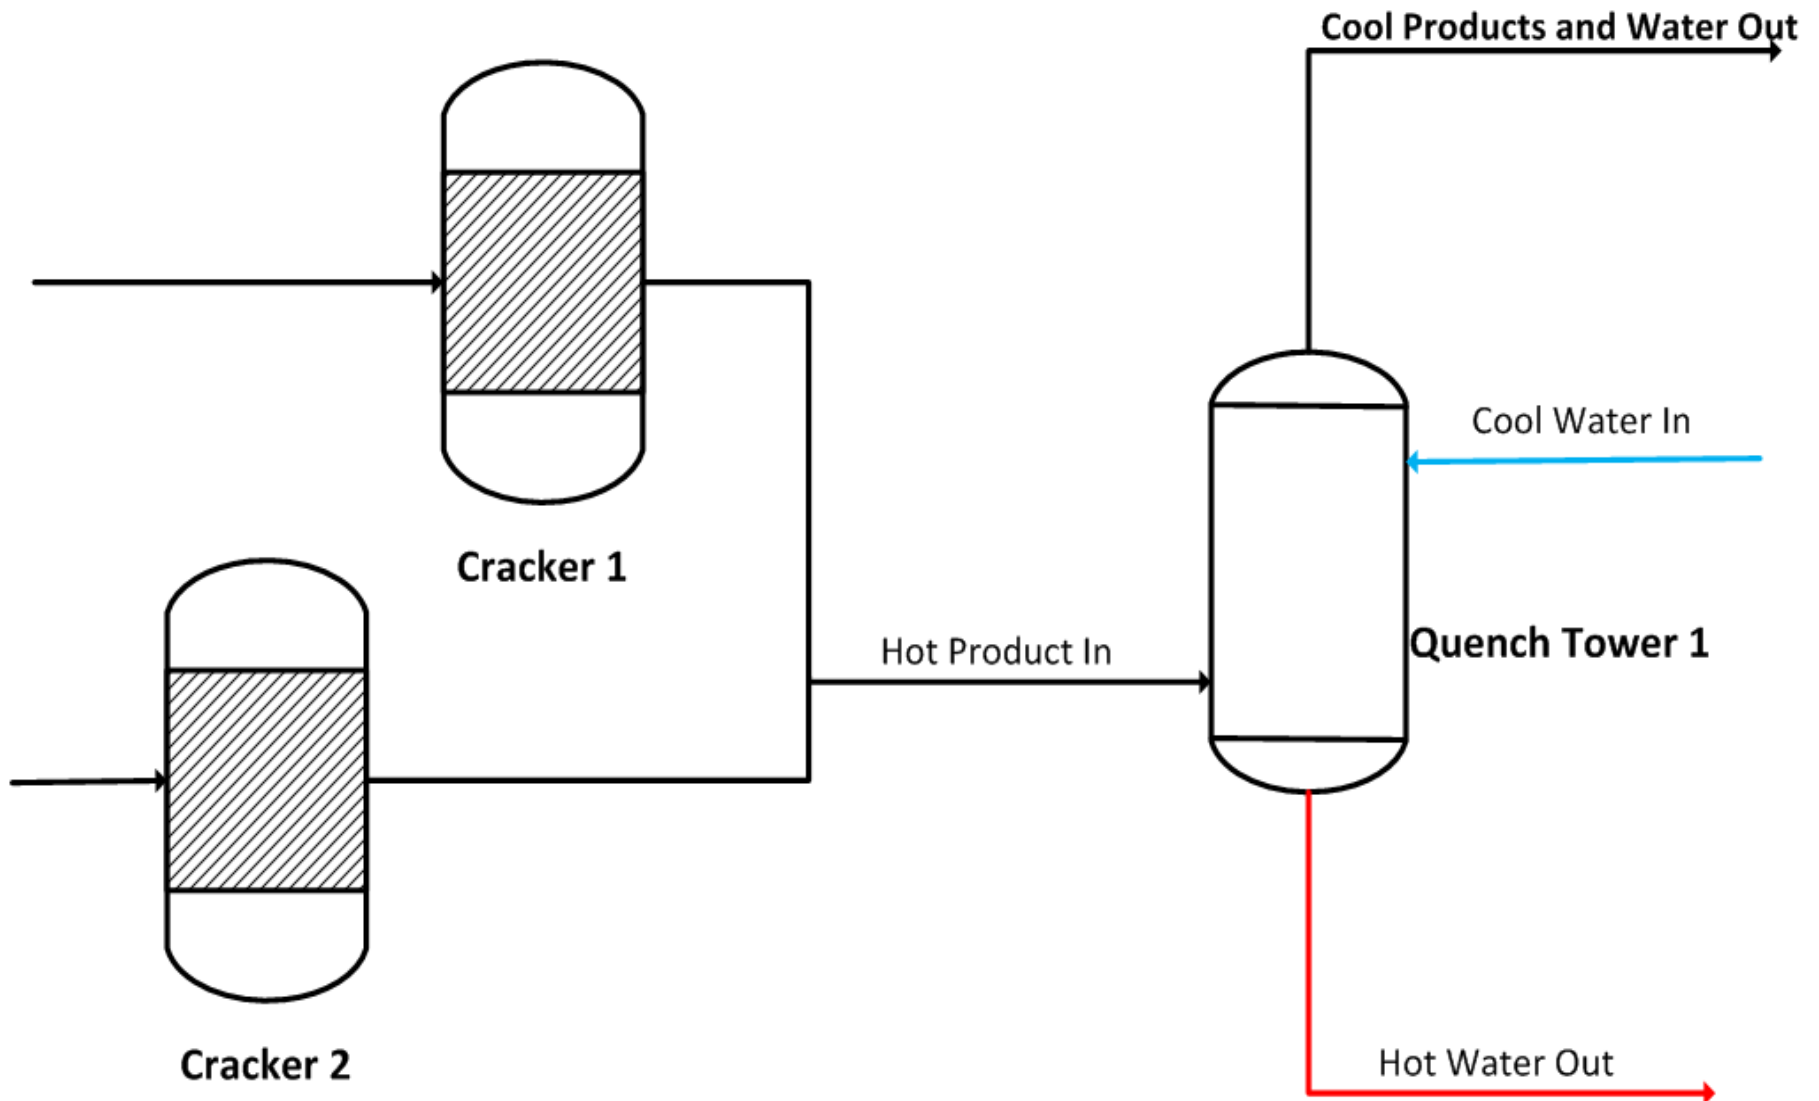 Cool Products and Water Out
Cool Water In
Cracker 1
Hot Product In
Quench Tower 1
Cracker 2
Hot Water Out